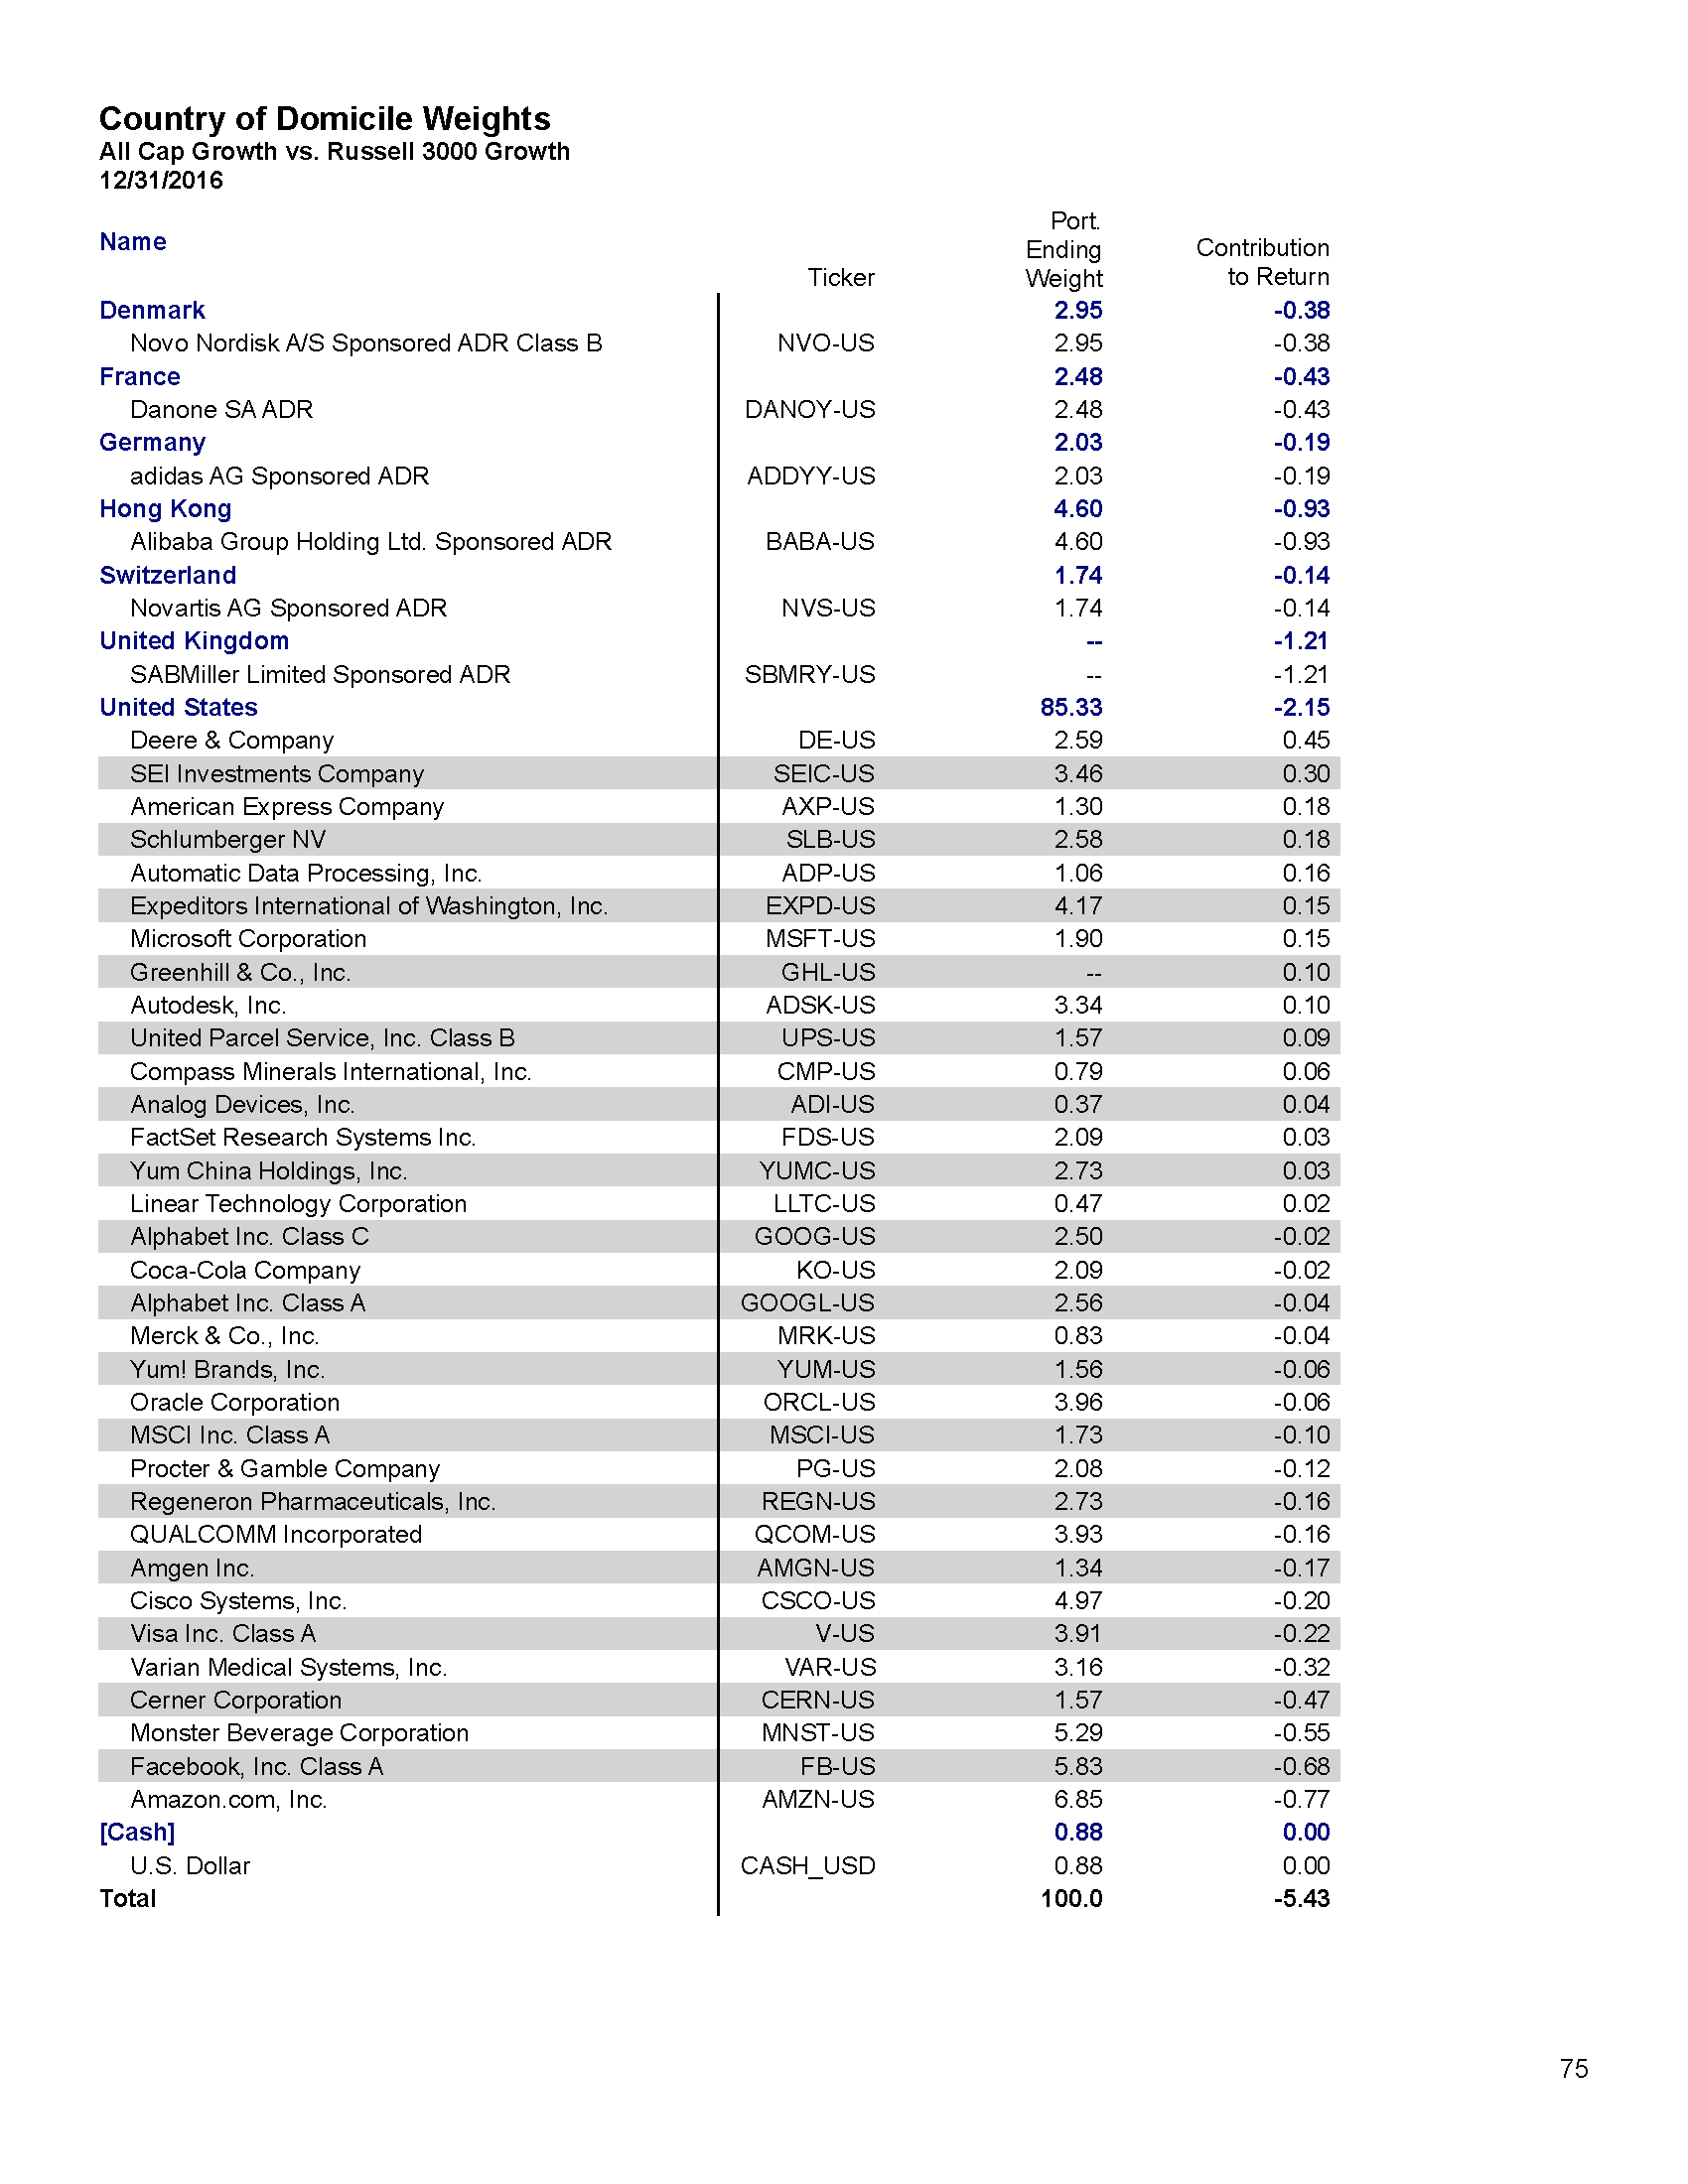 Country of Domicile Weights
All Cap Growth vs. Russell 3000 Growth
12/31/2016
Name Ticker Port. Ending Weight Contribution to Return
Denmark 2.95 -0.38
Novo Nordisk A/S Sponsored ADR Class B NVO-US 2.95 -0.38
France 2.48 -0.43
Danone SA ADR DANOY-US 2.48 -0.43
Germany 2.03 -0.19
adidas AG Sponsored ADR ADDYY-US 2.03 -0.19
Hong Kong 4.60 -0.93
Alibaba Group Holding Ltd. Sponsored ADR BABA-US 4.60 -0.93
Switzerland 1.74 -0.14
Novartis AG Sponsored ADR NVS-US 1.74 -0.14
United Kingdom -- -1.21
SABMiller Limited Sponsored ADR SBMRY-US -- -1.21
United States 85.33 -2.15
Deere & Company DE-US 2.59 0.45
SEI Investments Company SEIC-US 3.46 0.30
American Express Company AXP-US 1.30 0.18
Schlumberger NV SLB-US 2.58 0.18
Automatic Data Processing, Inc. ADP-US 1.06 0.16
Expeditors International of Washington, Inc. EXPD-US 4.17 0.15
Microsoft Corporation MSFT-US 1.90 0.15
Greenhill & Co., Inc. GHL-US -- 0.10
Autodesk, Inc. ADSK-US 3.34 0.10
United Parcel Service, Inc. Class B UPS-US 1.57 0.09
Compass Minerals International, Inc. CMP-US 0.79 0.06
Analog Devices, Inc. ADI-US 0.37 0.04
FactSet Research Systems Inc. FDS-US 2.09 0.03
Yum China Holdings, Inc. YUMC-US 2.73 0.03
Linear Technology Corporation LLTC-US 0.47 0.02
Alphabet Inc. Class C GOOG-US 2.50 -0.02
Coca-Cola Company KO-US 2.09 -0.02
Alphabet Inc. Class A GOOGL-US 2.56 -0.04
Merck & Co., Inc. MRK-US 0.83 -0.04
Yum! Brands, Inc. YUM-US 1.56 -0.06
Oracle Corporation ORCL-US 3.96 -0.06
MSCI Inc. Class A MSCI-US 1.73 -0.10
Procter & Gamble Company PG-US 2.08 -0.12
Regeneron Pharmaceuticals, Inc. REGN-US 2.73 -0.16
QUALCOMM Incorporated QCOM-US 3.93 -0.16
Amgen Inc. AMGN-US 1.34 -0.17
Cisco Systems, Inc. CSCO-US 4.97 -0.20
Visa Inc. Class A V-US 3.91 -0.22
Varian Medical Systems, Inc. VAR-US 3.16 -0.32
Cerner Corporation CERN-US 1.57 -0.47
Monster Beverage Corporation MNST-US 5.29 -0.55
Facebook, Inc. Class A FB-US 5.83 -0.68
Amazon.com, Inc. AMZN-US 6.85 -0.77
[Cash] 0.88 0.00
U.S. Dollar CASH_USD 0.88 0.00
Total 100.0 -5.43
75